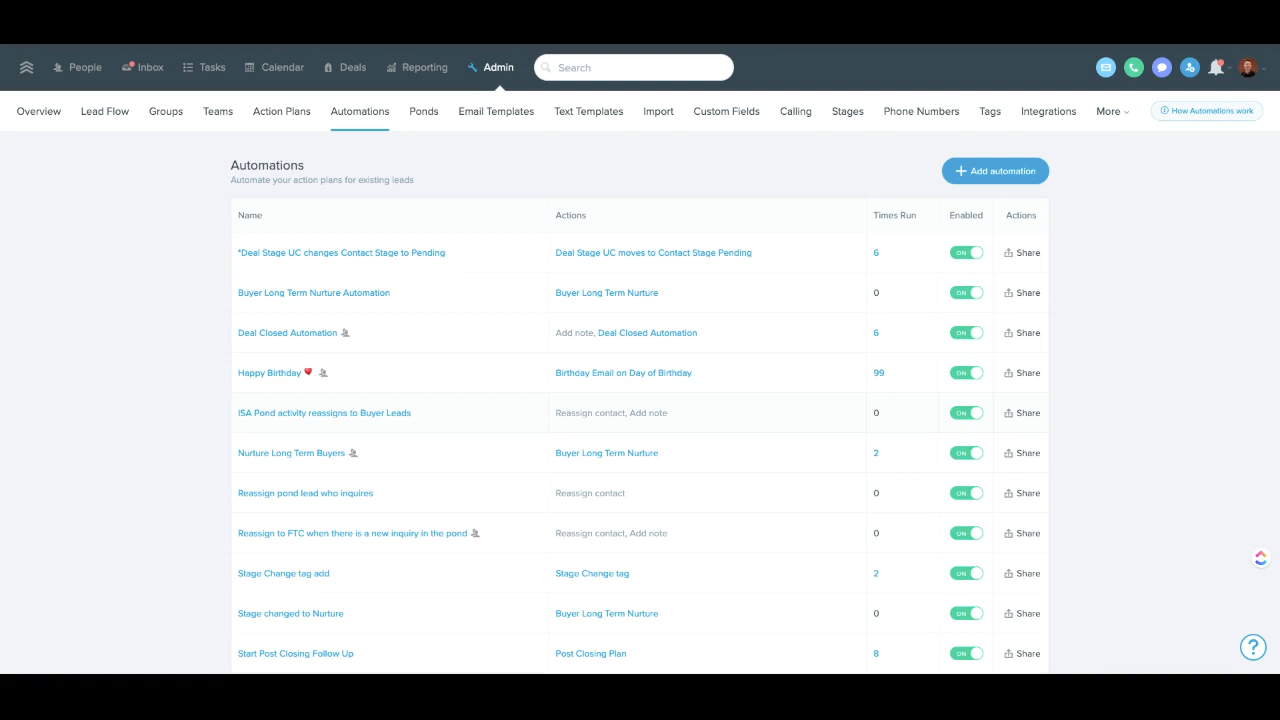 People Inbox Tasks Calendar Deals Reporting Admin Search
Overview Lead Flow Groups Teams Action Plans Automations Ponds Email Templates Text Templates Import Custom Fields Calling Stages Phone Numbers Tags Integrations More How Automations work
Automations
Automate your action plans for existing leads
Add automation
Name Actions Times Run Enabled Actions
*Deal Stage UC changes Contact Stage to Pending Deal Stage UC moves to Contact Stage Pending 6 ON Share
Buyer Long Term Nurture Automation Buyer Long Term Nurture 0 ON Share
Deal Closed Automation Add note, Deal Closed Automation 6 ON Share
Happy Birthday Birthday Email on Day of Birthday 99 ON Share
ISA Pond activity reassigns to Buyer Leads Reassign contact, Add note 0 ON Share
Nurture Long Term Buyers Buyer Long Term Nurture 2 ON Share
Reassign pond lead who inquires Reassign contact 0 ON Share
Reassign to FTC when there is a new inquiry in the pond Reassign contact, Add note 0 ON Share
Stage Change tag add Stage Change tag 2 ON Share
Stage changed to Nurture Buyer Long Term Nurture 0 ON Share
Start Post Closing Follow Up Post Closing Plan 8 ON Share
?